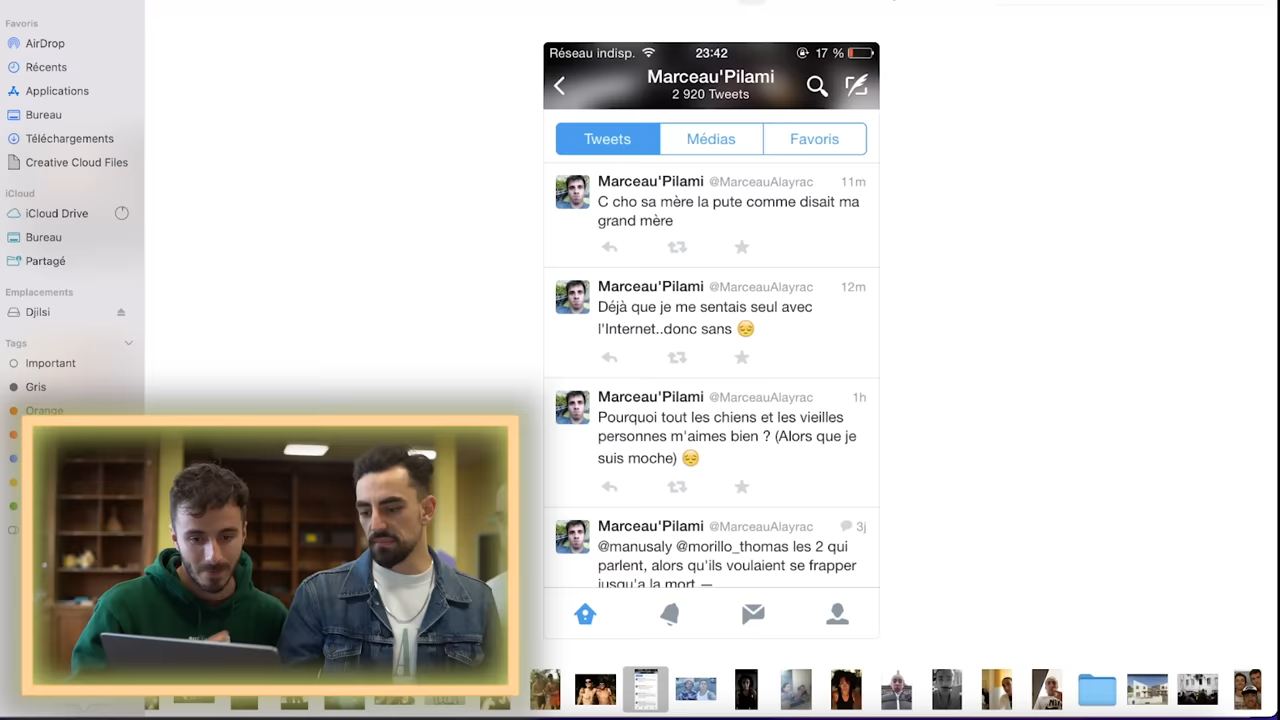 Favoris
AirDrop
Récents
Applications
Bureau
Téléchargements
Creative Cloud Files
iCloud
iCloud Drive
Bureau
Partagé
Emplacements
Djilsi
Tags
Important
Gris
Orange
Réseau indisp.
23:42
17 %
Marceau'Pilami
2 920 Tweets
Tweets
Médias
Favoris
Marceau'Pilami @MarceauAlayrac 11m
C cho sa mère la pute comme disait ma
grand mère
Marceau'Pilami @MarceauAlayrac 12m
Déjà que je me sentais seul avec
l'Internet..donc sans 😔
Marceau'Pilami @MarceauAlayrac 1h
Pourquoi tout les chiens et les vieilles
personnes m'aimes bien ? (Alors que je
suis moche) 😔
Marceau'Pilami @MarceauAlayrac 3j
@manusaly @morillo_thomas les 2 qui
parlent, alors qu'ils voulaient se frapper
jusqu'a la mort —